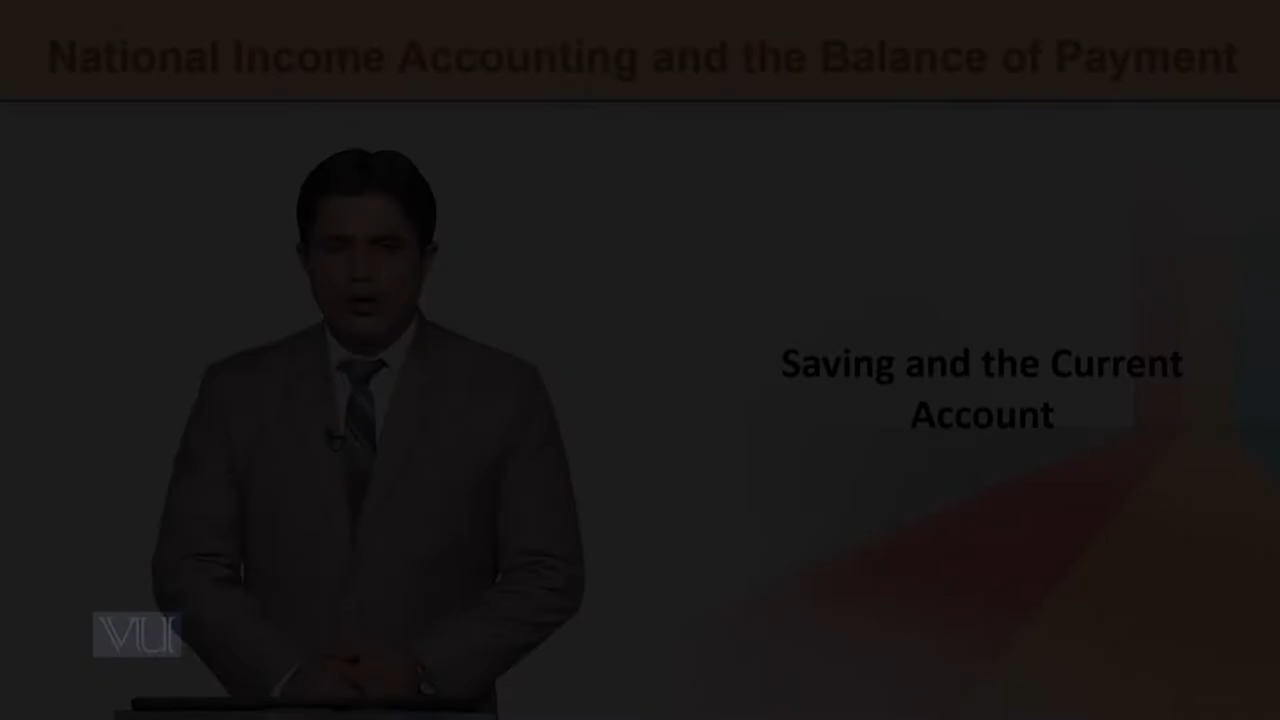 National Income Accounting and the Balance of Payment
Saving and the Current
Account
VU